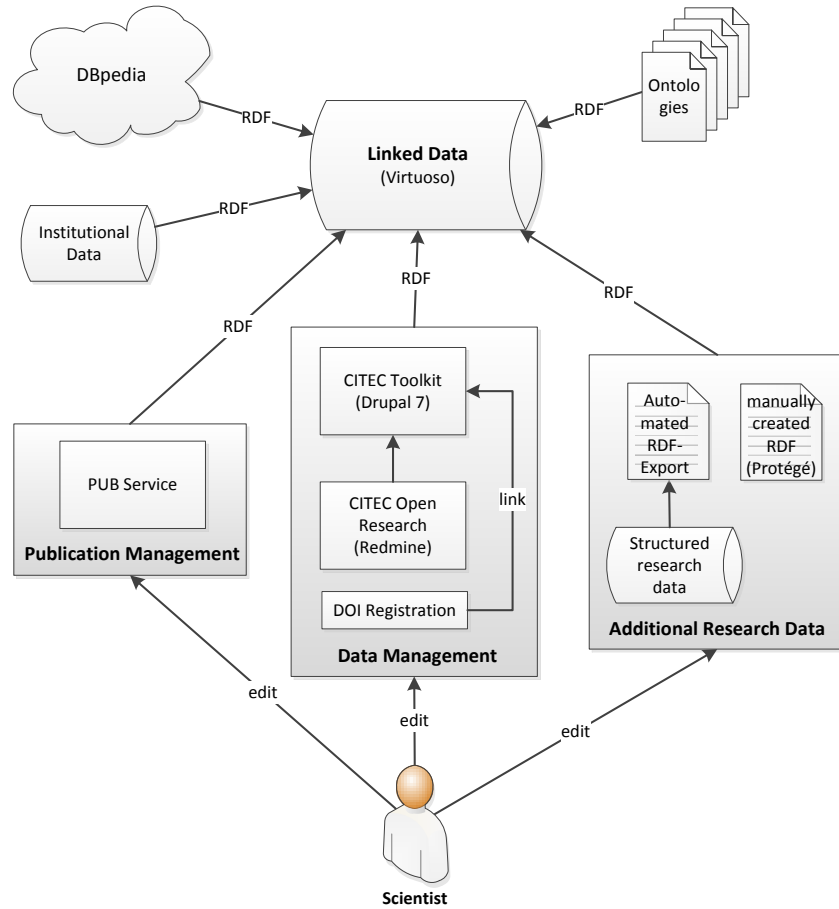 DBpedia
Ontolo-
gies
RDF
RDF
Linked Data
(Virtuoso)
Institutional
Data
RDF
RDF
RDF
RDF
CITEC Toolkit
(Drupal 7)
CITEC Open
Research
(Redmine)
DOI Registration
link
Data Management
PUB Service
Publication Management
Auto-
mated
RDF-
Export
manually
created
RDF
(Protégé)
Structured
research
data
Additional Research Data
edit
edit
edit
Scientist